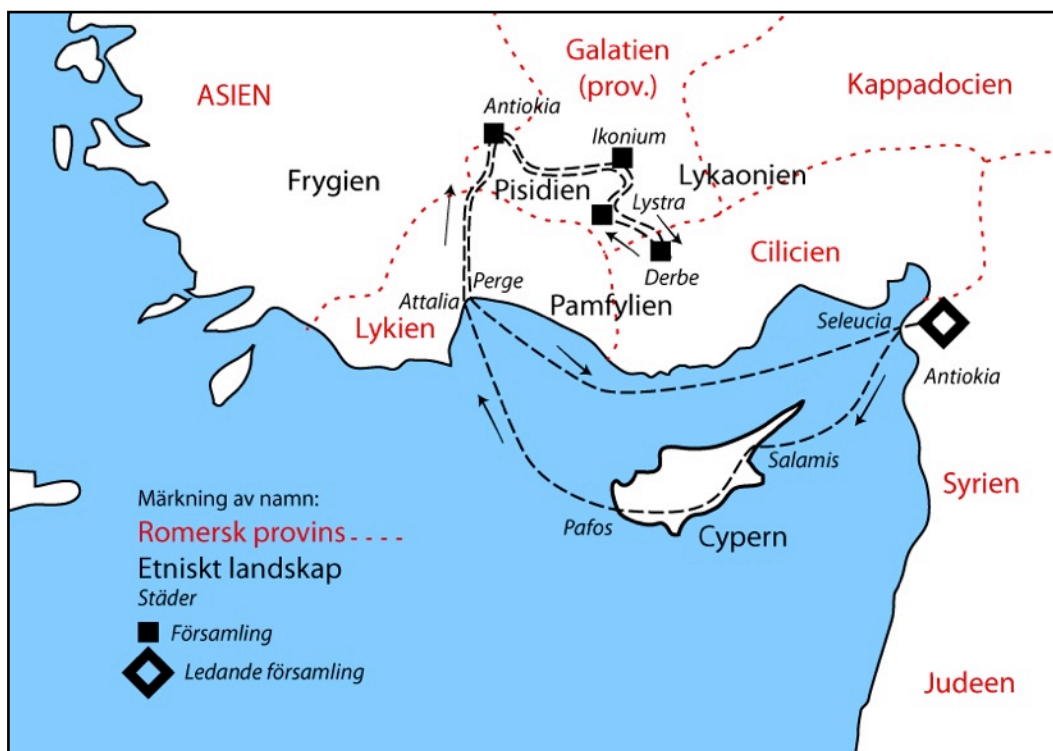 Galatien
(prov.)
Kappadocien
ASIEN
Antiokia
Ikonium
Frygien
Pisidien
Lykaonien
Lystra
Cilicien
Derbe
Perge
Attalia
Pamfylien
Lykien
Seleucia
Antiokia
Salamis
Syrien
Pafos
Cypern
Märkning av namn:
Romersk provins
Etniskt landskap
Städer
Församling
Ledande församling
Judeen